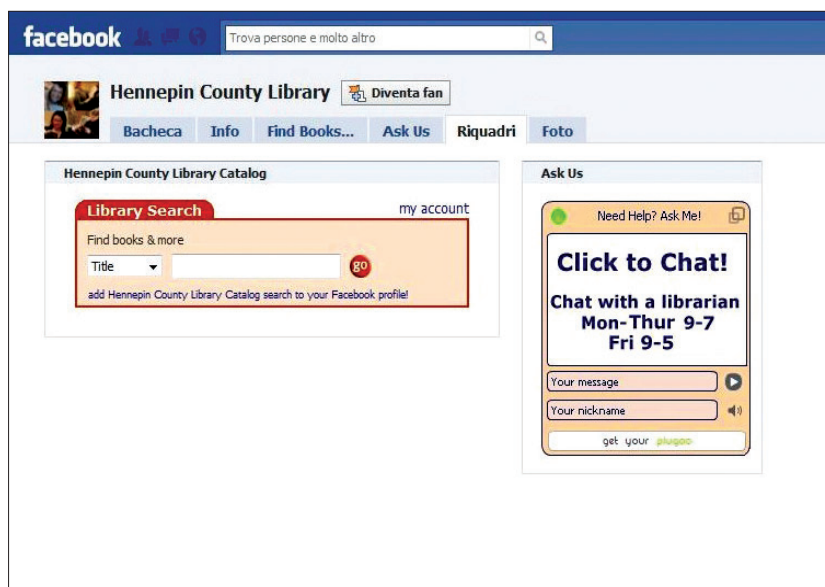 facebook
Trova persone e molto altro
Hennepin County Library
Diventa fan
Bacheca Info Find Books... Ask Us Riquadri Foto
Hennepin County Library Catalog
Library Search
my account
Find books & more
Title
go
add Hennepin County Library Catalog search to your Facebook profile!
Ask Us
Need Help? Ask Me!
Click to Chat!
Chat with a librarian
Mon-Thur 9-7
Fri 9-5
Your message
Your nickname
get your plugoo